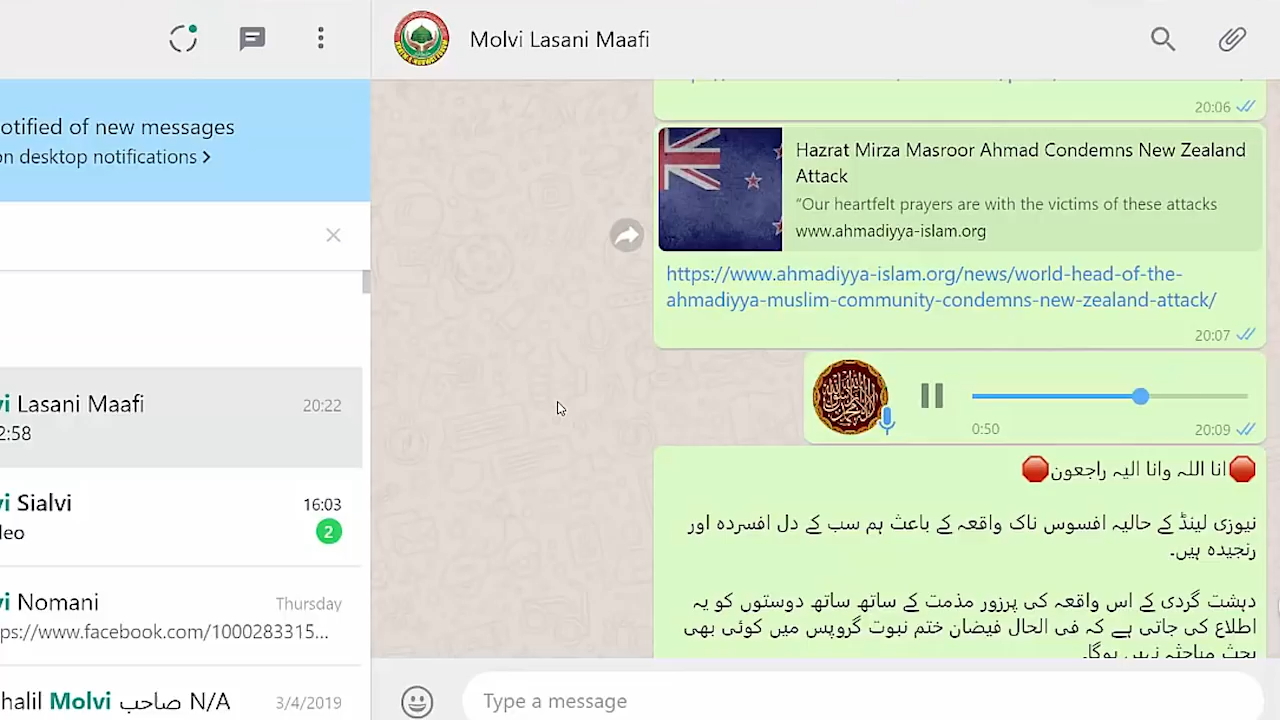 Molvi Lasani Maafi
otified of new messages
on desktop notifications >
vi Lasani Maafi
20:22
2:58
vi Sialvi
16:03
leo
2
vi Nomani
Thursday
ps://www.facebook.com/1000283315...
halil Molvi صاحب N/A
3/4/2019
20:06
Hazrat Mirza Masroor Ahmad Condemns New Zealand
Attack
“Our heartfelt prayers are with the victims of these attacks
www.ahmadiyya-islam.org
https://www.ahmadiyya-islam.org/news/world-head-of-the-
ahmadiyya-muslim-community-condemns-new-zealand-attack/
20:07
0:50
20:09
🛑انا اللہ وانا الیہ راجعون🛑
نیوزی لینڈ کے حالیہ افسوس ناک واقعہ کے باعث ہم سب کے دل افسردہ اور
رنجیدہ ہیں۔
دہشت گردی کے اس واقعہ کی پرزور مذمت کے ساتھ ساتھ دوستوں کو یہ
اطلاع کی جاتی ہے کہ فی الحال فیضان ختم نبوت گروپس میں کوئی بھی
بحث مباحثہ نہیں ہوگا۔
Type a message